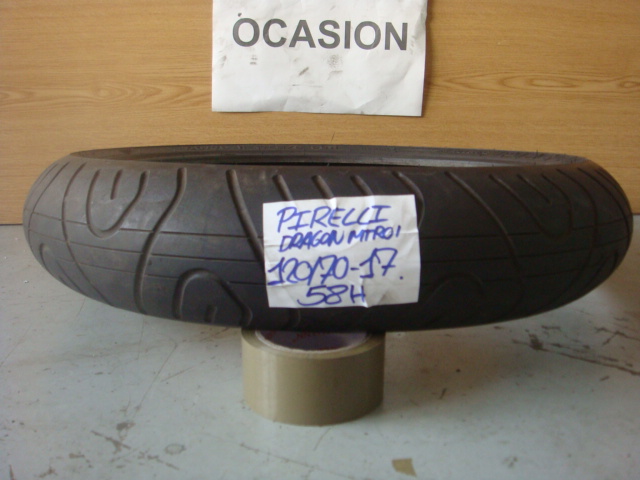 OCASION
PIRELLI
DRAGON MTR01
120/70-17.
58H